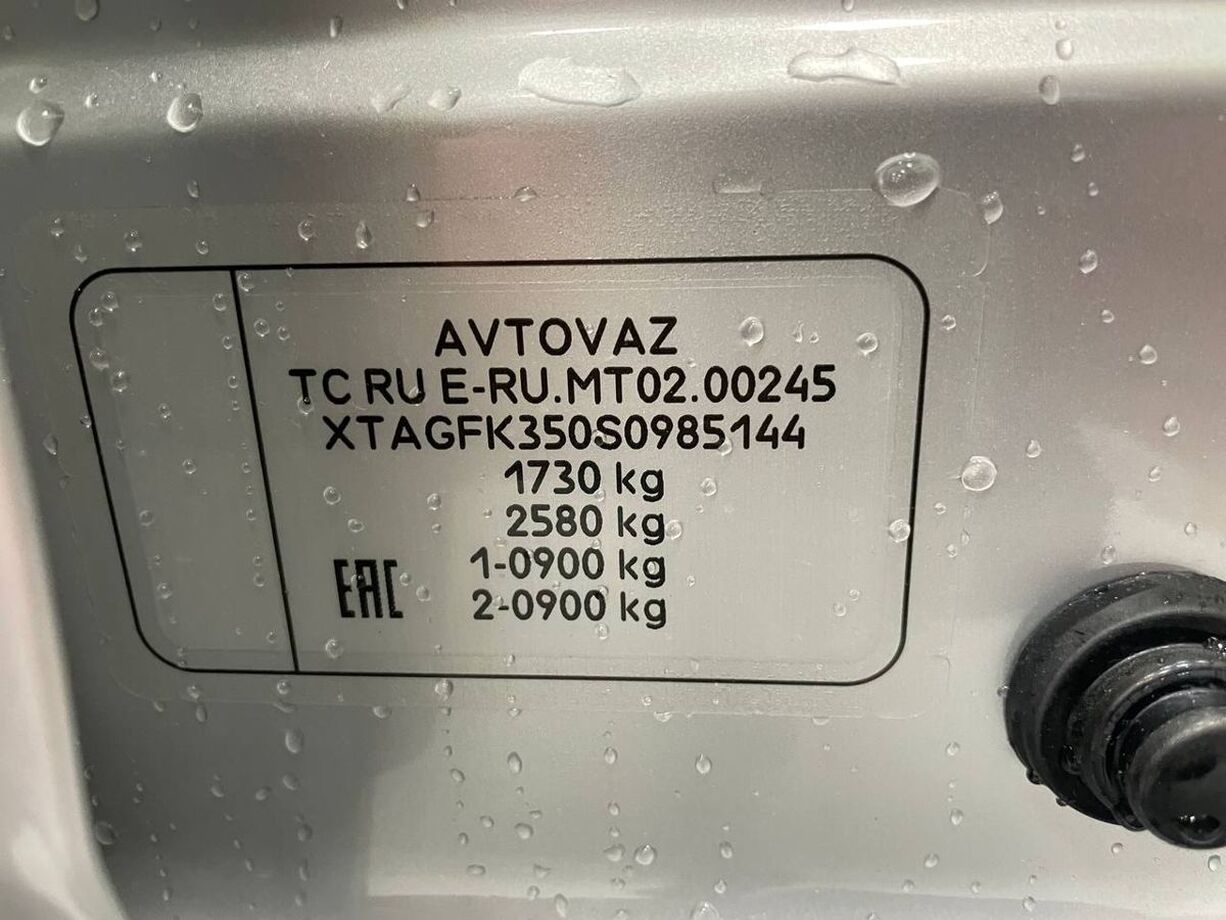 AVTOVAZ
TC RU E-RU.MT02.00245
XTAGFK350S0985144
1730 kg
2580 kg
1-0900 kg
2-0900 kg
EAC